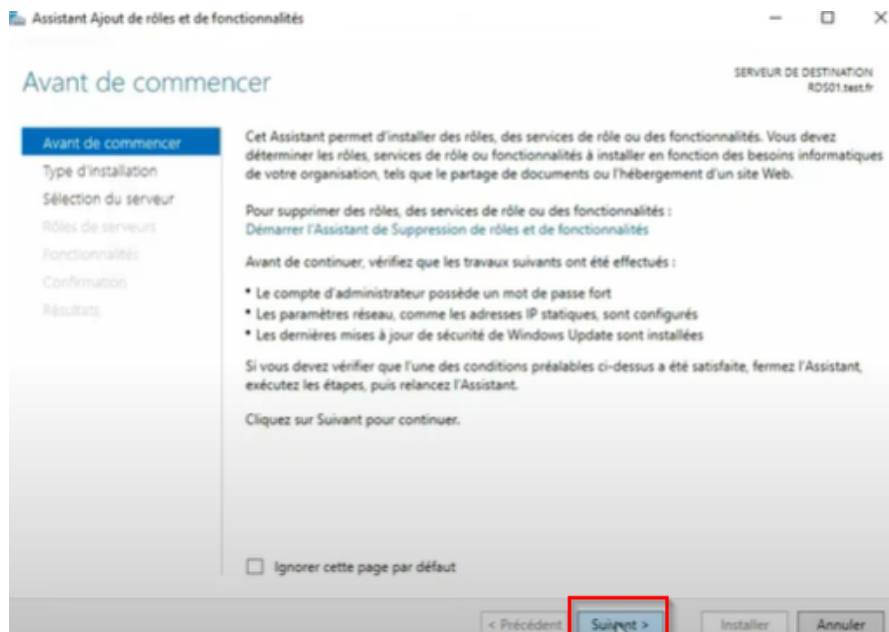 Assistant Ajout de rôles et de fonctionnalités
Avant de commencer
SERVEUR DE DESTINATION
RDS01.test.fr
Avant de commencer
Type d'installation
Sélection du serveur
Rôles de serveurs
Fonctionnalités
Confirmation
Résultats
Cet Assistant permet d'installer des rôles, des services de rôle ou des fonctionnalités. Vous devez
déterminer les rôles, services de rôle ou fonctionnalités à installer en fonction des besoins informatiques
de votre organisation, tels que le partage de documents ou l'hébergement d'un site Web.
Pour supprimer des rôles, des services de rôle ou des fonctionnalités :
Démarrer l'Assistant de Suppression de rôles et de fonctionnalités
Avant de continuer, vérifiez que les travaux suivants ont été effectués :
• Le compte d'administrateur possède un mot de passe fort
• Les paramètres réseau, comme les adresses IP statiques, sont configurés
• Les dernières mises à jour de sécurité de Windows Update sont installées
Si vous devez vérifier que l'une des conditions préalables ci-dessus a été satisfaite, fermez l'Assistant,
exécutez les étapes, puis relancez l'Assistant.
Cliquez sur Suivant pour continuer.
Ignorer cette page par défaut
< Précédent Suivant > Installer Annuler